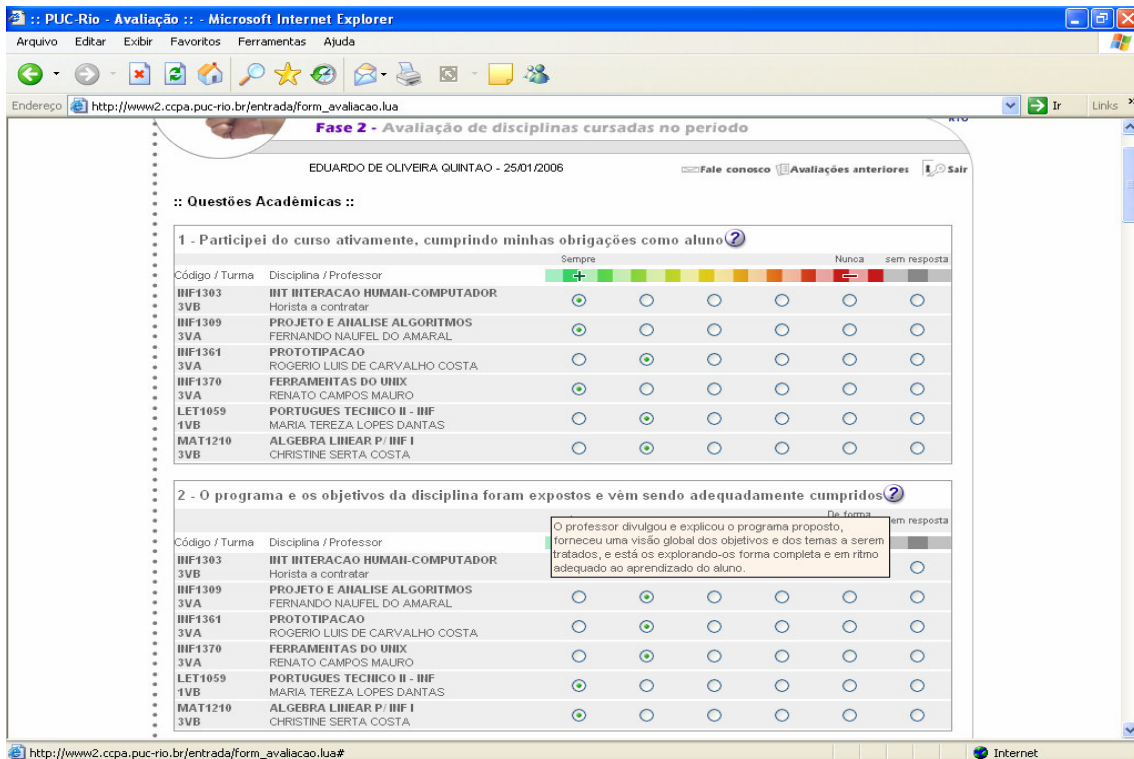 :: PUC-Rio - Avaliação :: - Microsoft Internet Explorer
Arquivo Editar Exibir Favoritos Ferramentas Ajuda
Endereço http://www2.ccpa.puc-rio.br/entrada/form_avaliacao.lua Ir Links »
Fase 2 - Avaliação de disciplinas cursadas no período
EDUARDO DE OLIVEIRA QUINTAO - 25/01/2006 Fale conosco Avaliações anteriores Sair
:: Questões Acadêmicas ::
1 - Participei do curso ativamente, cumprindo minhas obrigações como aluno ?
Sempre Nunca sem resposta
Código / Turma Disciplina / Professor + −
INF1303 INT INTERACAO HUMAN-COMPUTADOR
3VB Horista a contratar
INF1309 PROJETO E ANALISE ALGORITMOS
3VA FERNANDO NAUFEL DO AMARAL
INF1361 PROTOTIPACAO
3VA ROGERIO LUIS DE CARVALHO COSTA
INF1370 FERRAMENTAS DO UNIX
3VA RENATO CAMPOS MAURO
LET1059 PORTUGUES TECNICO II - INF
1VB MARIA TEREZA LOPES DANTAS
MAT1210 ALGEBRA LINEAR P/ INF I
3VB CHRISTINE SERTA COSTA
2 - O programa e os objetivos da disciplina foram expostos e vêm sendo adequadamente cumpridos ?
De forma
em resposta
Código / Turma Disciplina / Professor
O professor divulgou e explicou o programa proposto,
forneceu uma visão global dos objetivos e dos temas a serem
tratados, e está os explorando-os forma completa e em ritmo
adequado ao aprendizado do aluno.
INF1303 INT INTERACAO HUMAN-COMPUTADOR
3VB Horista a contratar
INF1309 PROJETO E ANALISE ALGORITMOS
3VA FERNANDO NAUFEL DO AMARAL
INF1361 PROTOTIPACAO
3VA ROGERIO LUIS DE CARVALHO COSTA
INF1370 FERRAMENTAS DO UNIX
3VA RENATO CAMPOS MAURO
LET1059 PORTUGUES TECNICO II - INF
1VB MARIA TEREZA LOPES DANTAS
MAT1210 ALGEBRA LINEAR P/ INF I
3VB CHRISTINE SERTA COSTA
http://www2.ccpa.puc-rio.br/entrada/form_avaliacao.lua# Internet